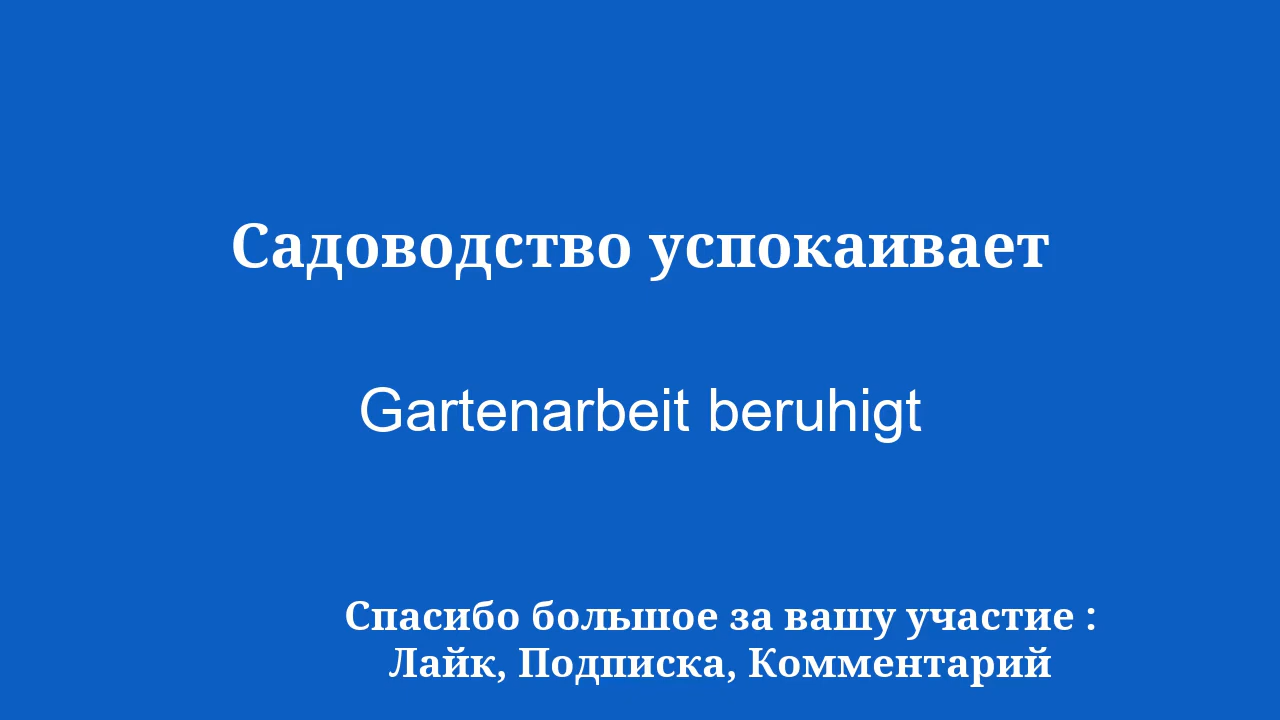 Садоводство успокаивает
Gartenarbeit beruhigt
Спасибо большое за вашу участие :
Лайк, Подписка, Комментарий